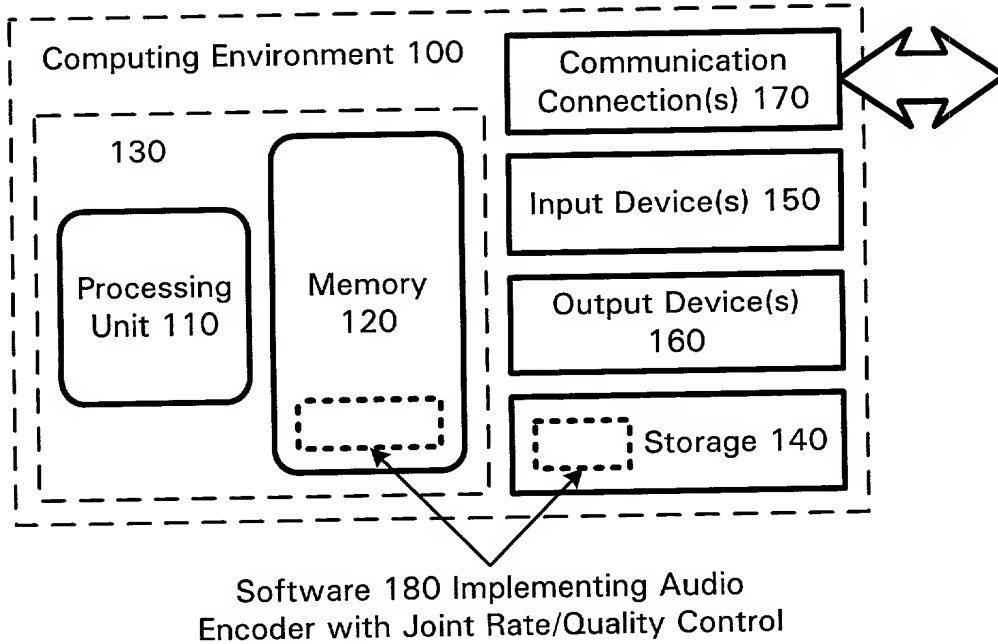 Computing Environment 100
130
Processing
Unit 110
Memory
120
Communication
Connection(s) 170
Input Device(s) 150
Output Device(s)
160
Storage 140
Software 180 Implementing Audio
Encoder with Joint Rate/Quality Control